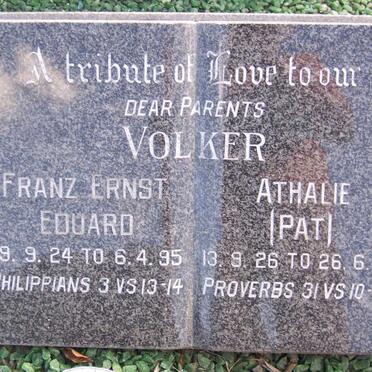 A tribute of Love to our
DEAR PARENTS
VOLKER
FRANZ ERNST
EDUARD
9.9.24 TO 6.4.95
PHILIPPIANS 3 VS 13-14
ATHALIE
(PAT)
13.9.26 TO 26.6.
PROVERBS 31 VS 10-